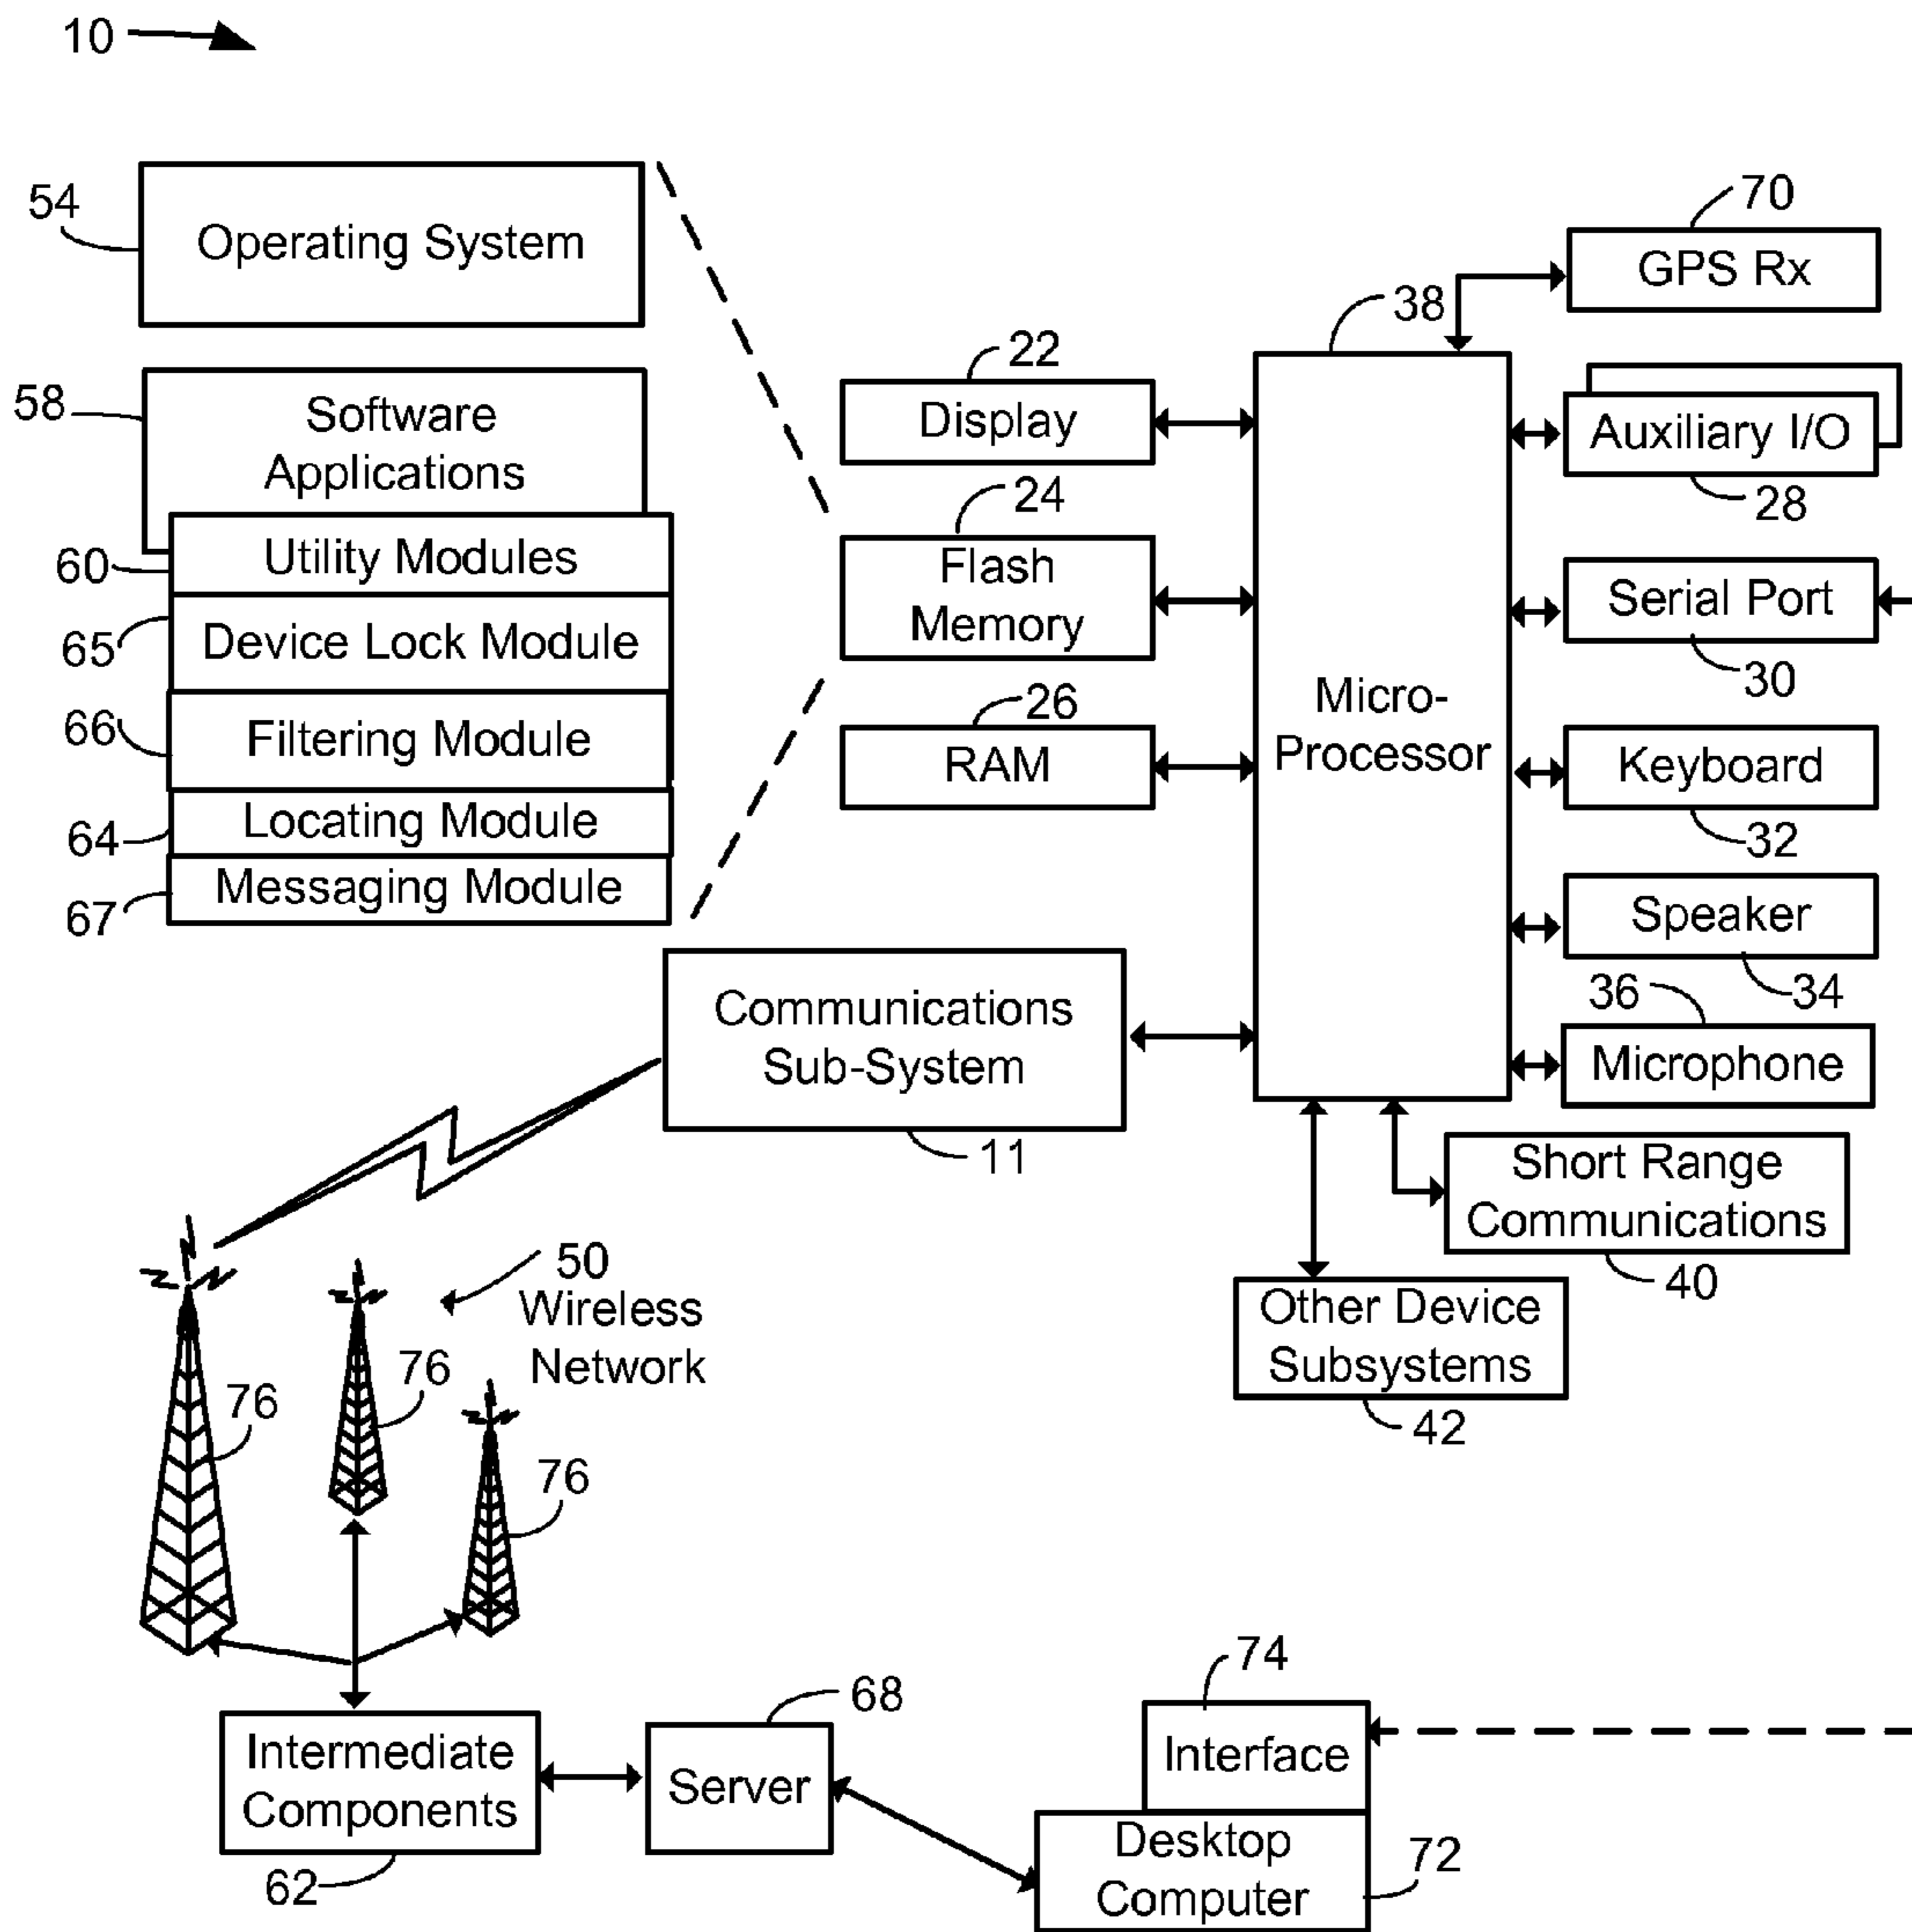 10
54
Operating System
58
Software
Applications
60
Utility Modules
65
Device Lock Module
66
Filtering Module
64
Locating Module
67
Messaging Module
22
Display
24
Flash
Memory
26
RAM
38
Micro-
Processor
70
GPS Rx
Auxiliary I/O
28
Serial Port
30
Keyboard
32
Speaker
34
36
Microphone
Communications
Sub-System
11
Short Range
Communications
40
Other Device
Subsystems
42
50
Wireless
Network
76
76
76
Intermediate
Components
62
68
Server
74
Interface
Desktop
Computer
72